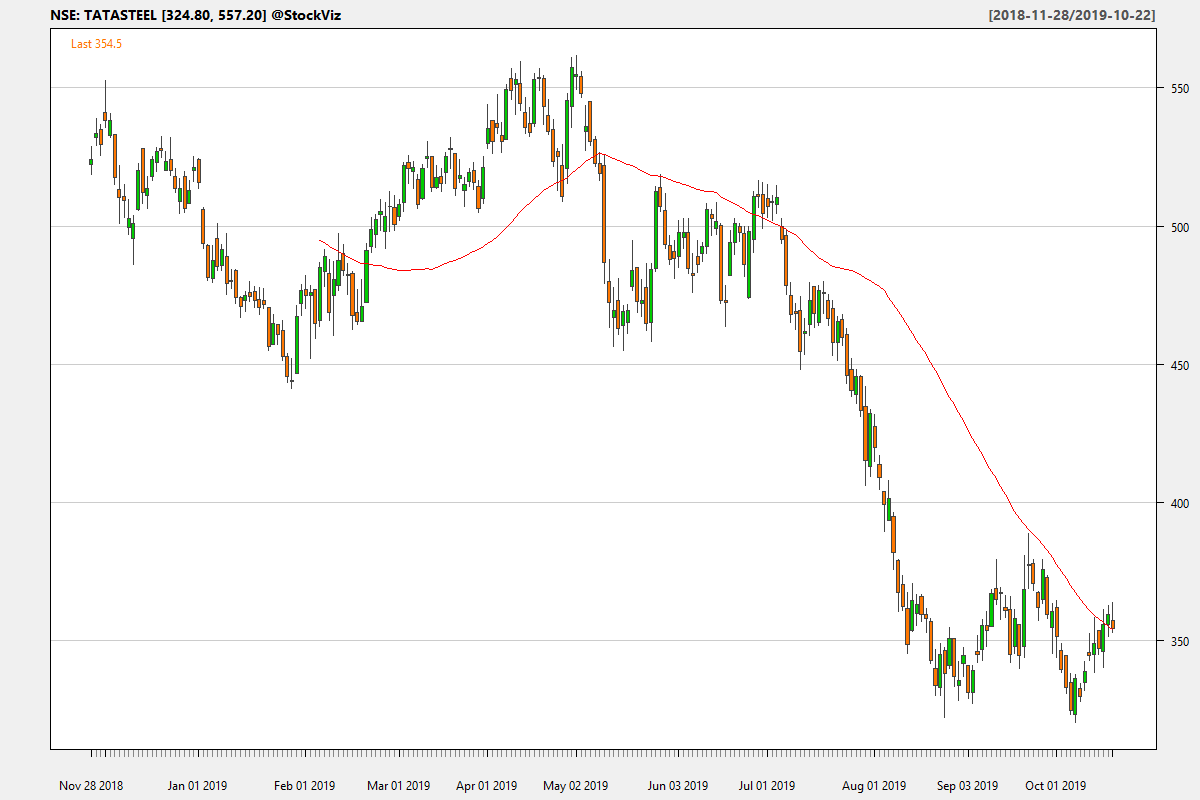 NSE: TATASTEEL [324.80, 557.20] @StockViz
[2018-11-28/2019-10-22]
Last 354.5
550
500
450
400
350
Nov 28 2018
Jan 01 2019
Feb 01 2019
Mar 01 2019
Apr 01 2019
May 02 2019
Jun 03 2019
Jul 01 2019
Aug 01 2019
Sep 03 2019
Oct 01 2019